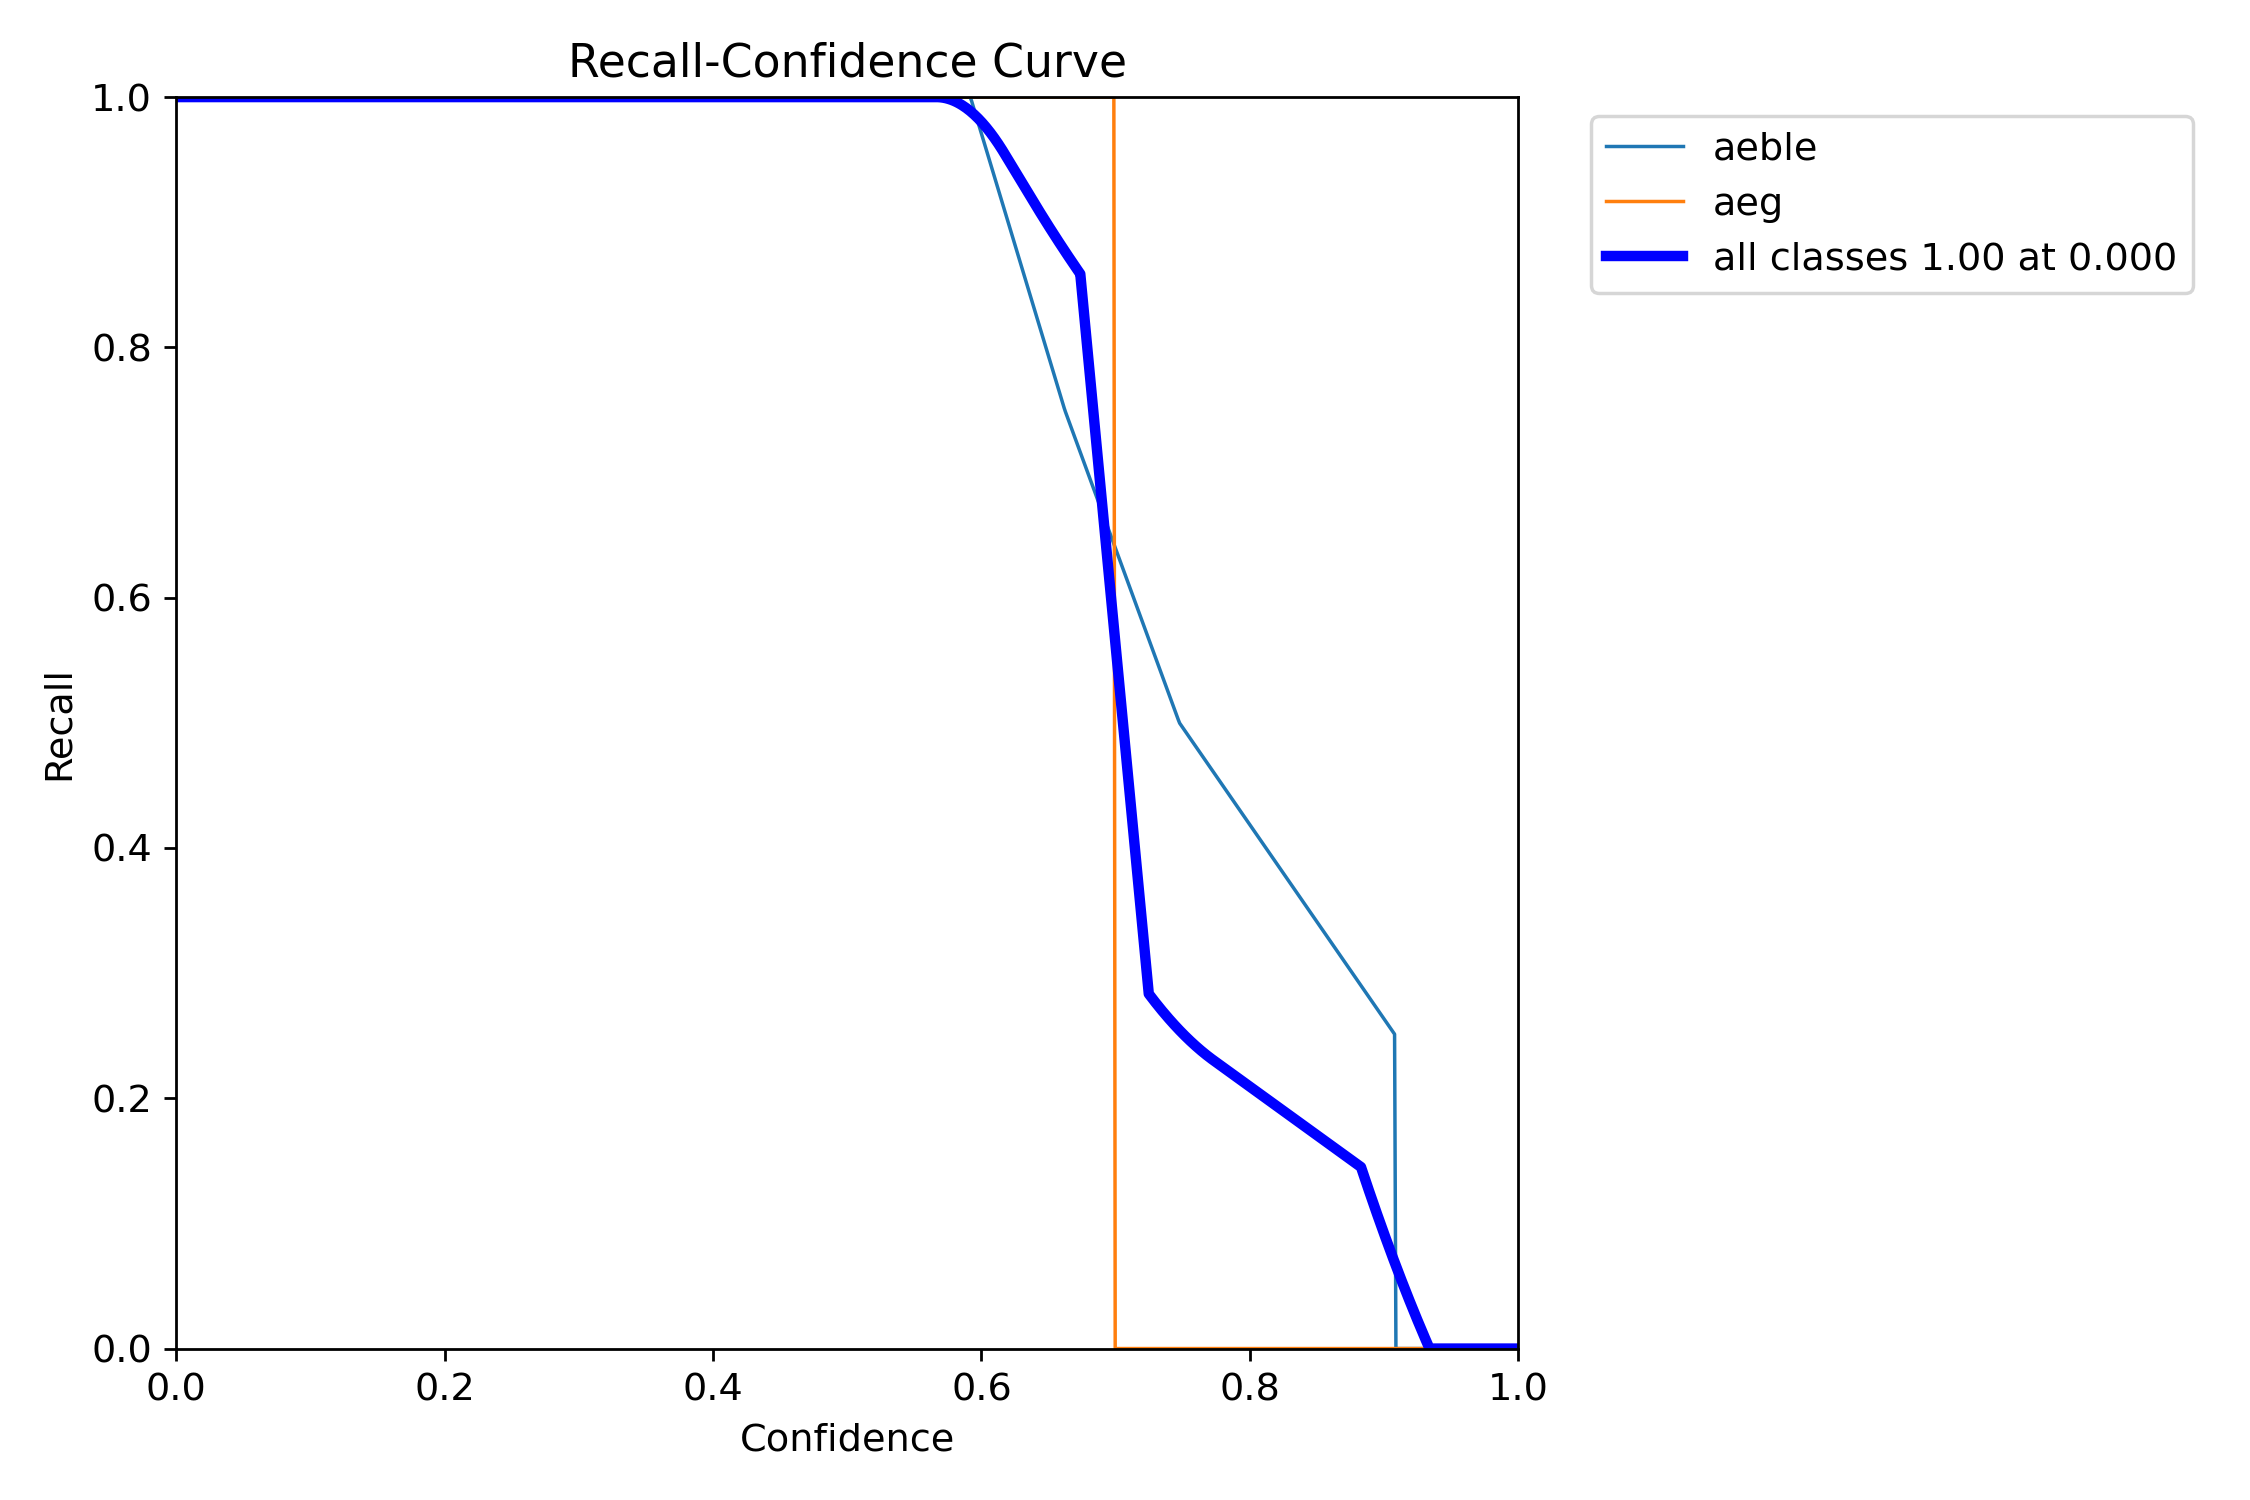 Recall-Confidence Curve
1.0
0.8
0.6
0.4
0.2
0.0
Recall
0.0 0.2 0.4 0.6 0.8 1.0
Confidence
aeble
aeg
all classes 1.00 at 0.000